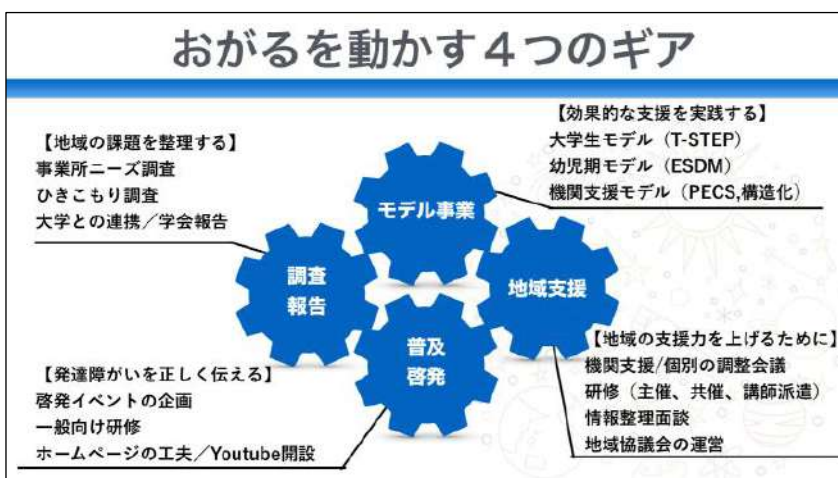 おがるを動かす４つのギア
【地域の課題を整理する】
事業所ニーズ調査
ひきこもり調査
大学との連携／学会報告
【効果的な支援を実践する】
大学生モデル（T-STEP）
幼児期モデル（ESDM）
機関支援モデル（PECS,構造化）
モデル事業
調査
報告
地域支援
普及
啓発
【発達障がいを正しく伝える】
啓発イベントの企画
一般向け研修
ホームページの工夫／Youtube開設
【地域の支援力を上げるために】
機関支援/個別の調整会議
研修（主催、共催、講師派遣）
情報整理面談
地域協議会の運営